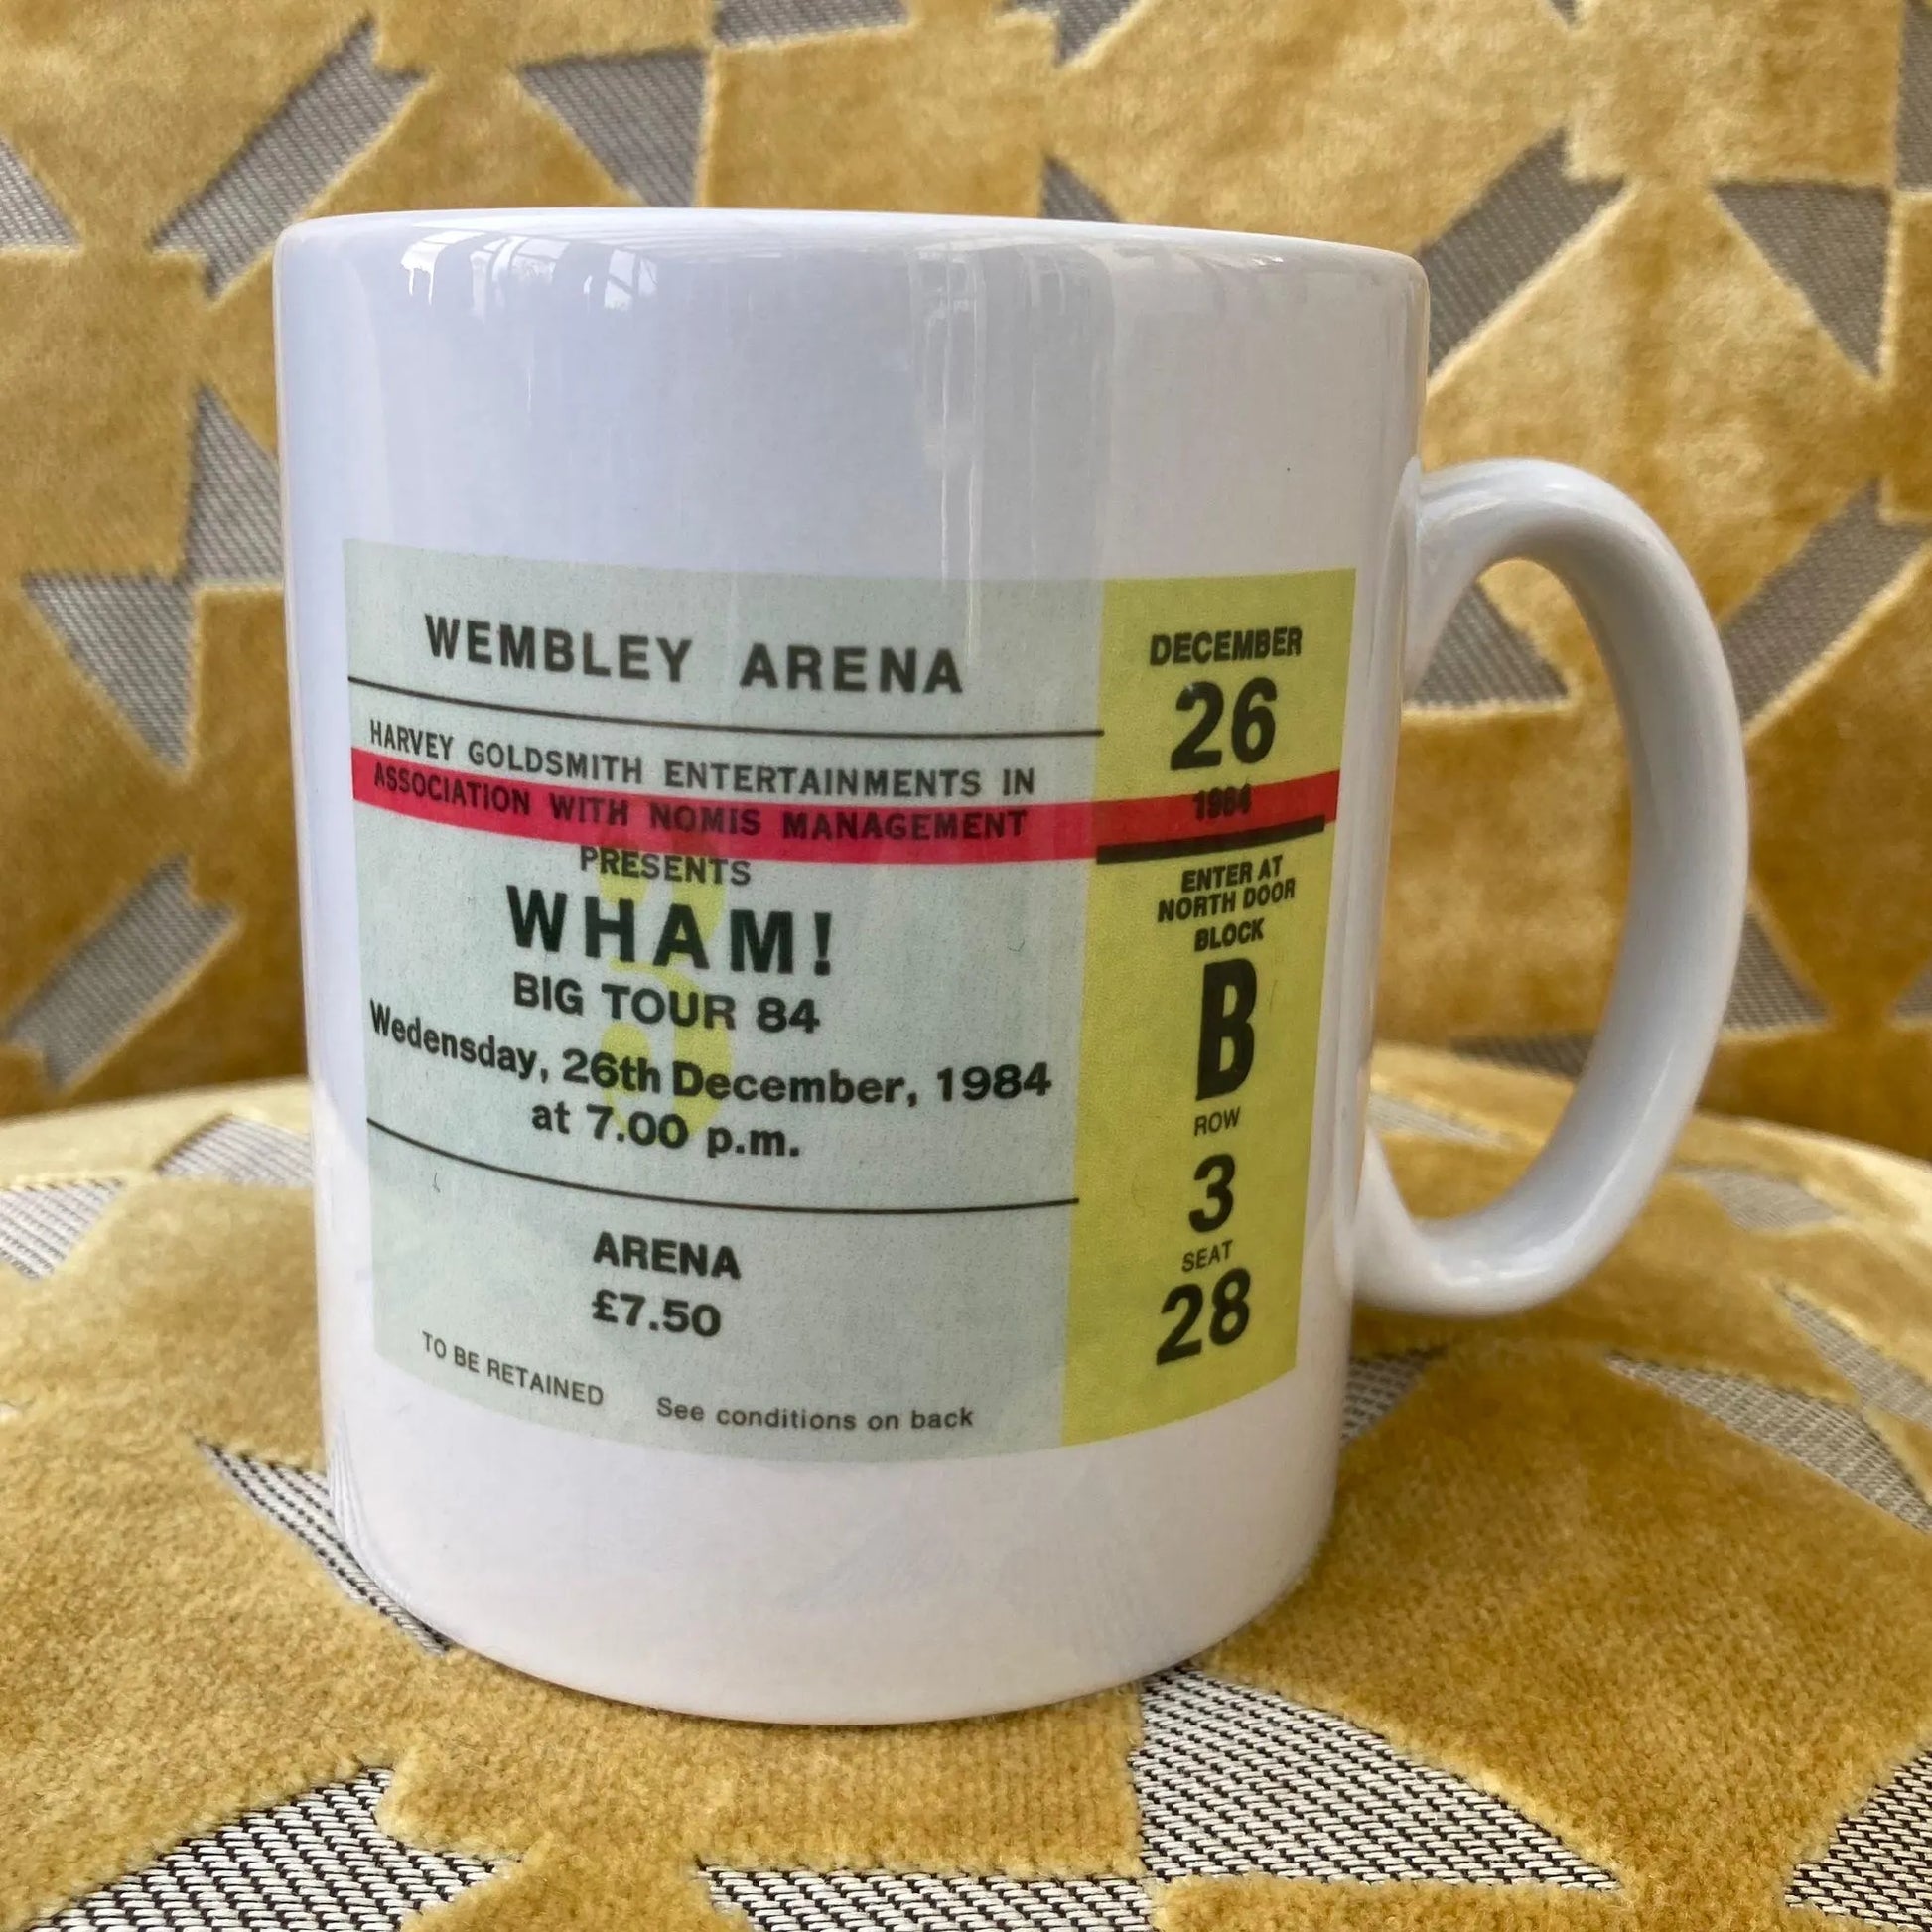 WEMBLEY ARENA
HARVEY GOLDSMITH ENTERTAINMENTS IN
ASSOCIATION WITH NOMIS MANAGEMENT
PRESENTS
WHAM!
BIG TOUR 84
Wedensday, 26th December, 1984
at 7.00 p.m.
ARENA
£7.50
TO BE RETAINED See conditions on back
DECEMBER
26
1984
ENTER AT
NORTH DOOR
BLOCK
B
ROW
3
SEAT
28